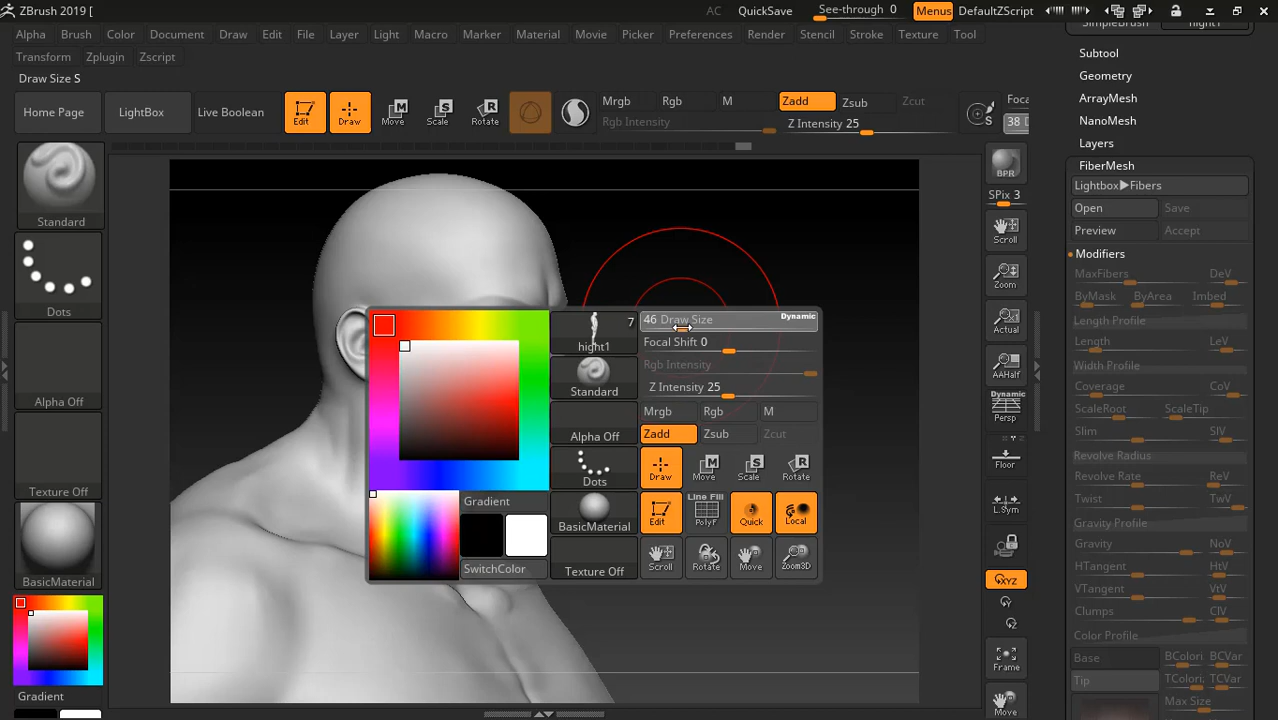 ZBrush 2019 [
AC QuickSave See-through 0 Menus DefaultZScript
Alpha Brush Color Document Draw Edit File Layer Light Macro Marker Material Movie Picker Preferences Render Stencil Stroke Texture Tool
Transform Zplugin Zscript
Draw Size S
Home Page LightBox Live Boolean Edit Draw Move Scale Rotate
M S R
Mrgb Rgb M
Rgb Intensity
Zadd Zsub Zcut
Z Intensity 25
S
Foca
38 D
Standard
Dots
Alpha Off
Texture Off
BasicMaterial
Gradient
Gradient
SwitchColor
7
hight1
Standard
Alpha Off
Dots
BasicMaterial
Texture Off
46 Draw Size Dynamic
Focal Shift 0
Rgb Intensity
Z Intensity 25
Mrgb Rgb M
Zadd Zsub Zcut
Draw Move Scale Rotate
M S R
Line Fill
Edit PolyF Quick Local
Scroll Rotate Move Zoom3D
BPR
SPix 3
Scroll
Zoom
Actual
AAHalf
Dynamic
Persp
Floor
L.Sym
XYZ
Y
Z
Frame
Move
SimpleBrush hight1
Subtool
Geometry
ArrayMesh
NanoMesh
Layers
FiberMesh
Lightbox▶Fibers
Open Save
Preview Accept
Modifiers
MaxFibers DeV
ByMask ByArea Imbed
Length Profile
Length LeV
Width Profile
Coverage CoV
ScaleRoot ScaleTip
Slim SlV
Revolve Radius
Revolve Rate ReV
Twist TwV
Gravity Profile
Gravity NoV
HTangent HtV
VTangent VtV
Clumps ClV
Color Profile
Base BColori BCVar
Tip TColori TCVar
Max Size